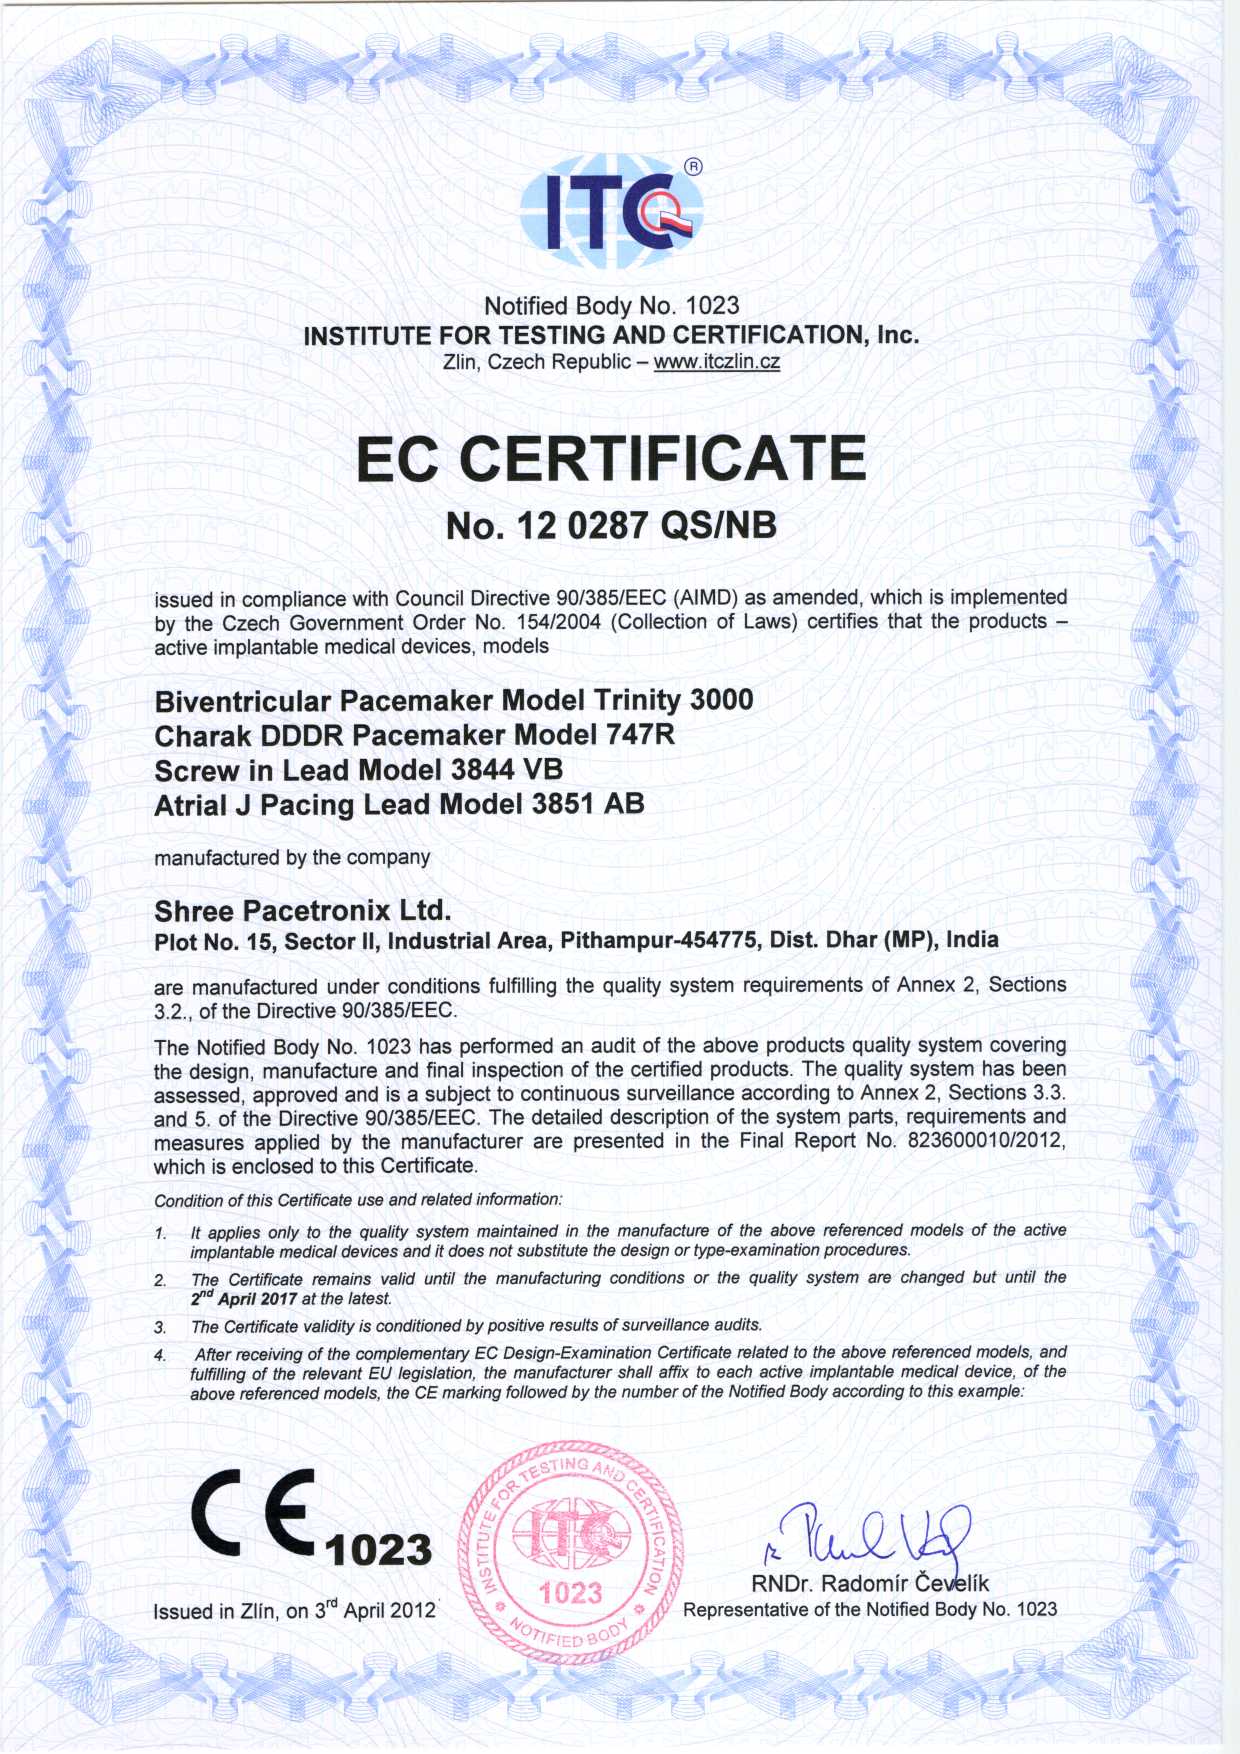 ITC ®
Notified Body No. 1023
INSTITUTE FOR TESTING AND CERTIFICATION, Inc.
Zlin, Czech Republic – www.itczlin.cz
EC CERTIFICATE
No. 12 0287 QS/NB
issued in compliance with Council Directive 90/385/EEC (AIMD) as amended, which is implemented
by the Czech Government Order No. 154/2004 (Collection of Laws) certifies that the products –
active implantable medical devices, models
Biventricular Pacemaker Model Trinity 3000
Charak DDDR Pacemaker Model 747R
Screw in Lead Model 3844 VB
Atrial J Pacing Lead Model 3851 AB
manufactured by the company
Shree Pacetronix Ltd.
Plot No. 15, Sector II, Industrial Area, Pithampur-454775, Dist. Dhar (MP), India
are manufactured under conditions fulfilling the quality system requirements of Annex 2, Sections
3.2., of the Directive 90/385/EEC.
The Notified Body No. 1023 has performed an audit of the above products quality system covering
the design, manufacture and final inspection of the certified products. The quality system has been
assessed, approved and is a subject to continuous surveillance according to Annex 2, Sections 3.3.
and 5. of the Directive 90/385/EEC. The detailed description of the system parts, requirements and
measures applied by the manufacturer are presented in the Final Report No. 823600010/2012,
which is enclosed to this Certificate.
Condition of this Certificate use and related information:
1. It applies only to the quality system maintained in the manufacture of the above referenced models of the active
implantable medical devices and it does not substitute the design or type-examination procedures.
2. The Certificate remains valid until the manufacturing conditions or the quality system are changed but until the
2nd April 2017 at the latest.
3. The Certificate validity is conditioned by positive results of surveillance audits.
4. After receiving of the complementary EC Design-Examination Certificate related to the above referenced models, and
fulfilling of the relevant EU legislation, the manufacturer shall affix to each active implantable medical device, of the
above referenced models, the CE marking followed by the number of the Notified Body according to this example:
CE 1023
INSTITUTE FOR TESTING AND CERTIFICATION
ITC
1023
NOTIFIED BODY
RNDr. Radomír Čevelík
Issued in Zlín, on 3rd April 2012
Representative of the Notified Body No. 1023